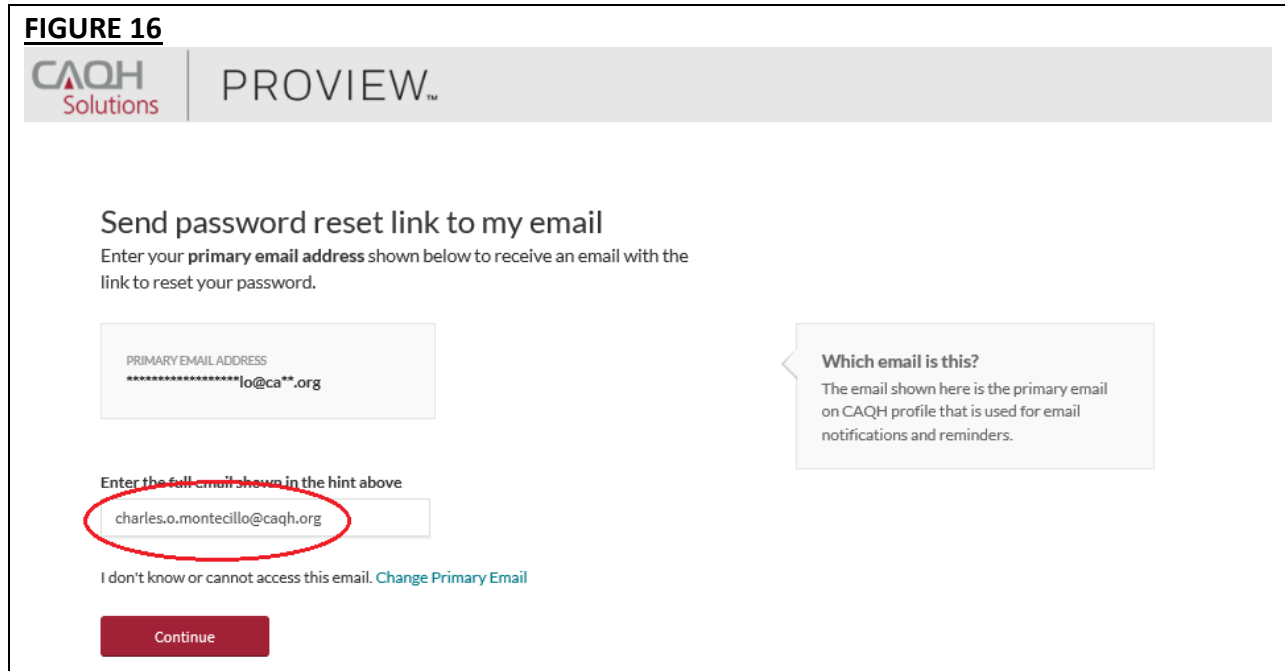 FIGURE 16
CAQH
Solutions
PROVIEW™
Send password reset link to my email
Enter your primary email address shown below to receive an email with the
link to reset your password.
PRIMARY EMAIL ADDRESS
******************lo@ca**.org
Which email is this?
The email shown here is the primary email
on CAQH profile that is used for email
notifications and reminders.
Enter the full email shown in the hint above
charles.o.montecillo@caqh.org
I don't know or cannot access this email. Change Primary Email
Continue